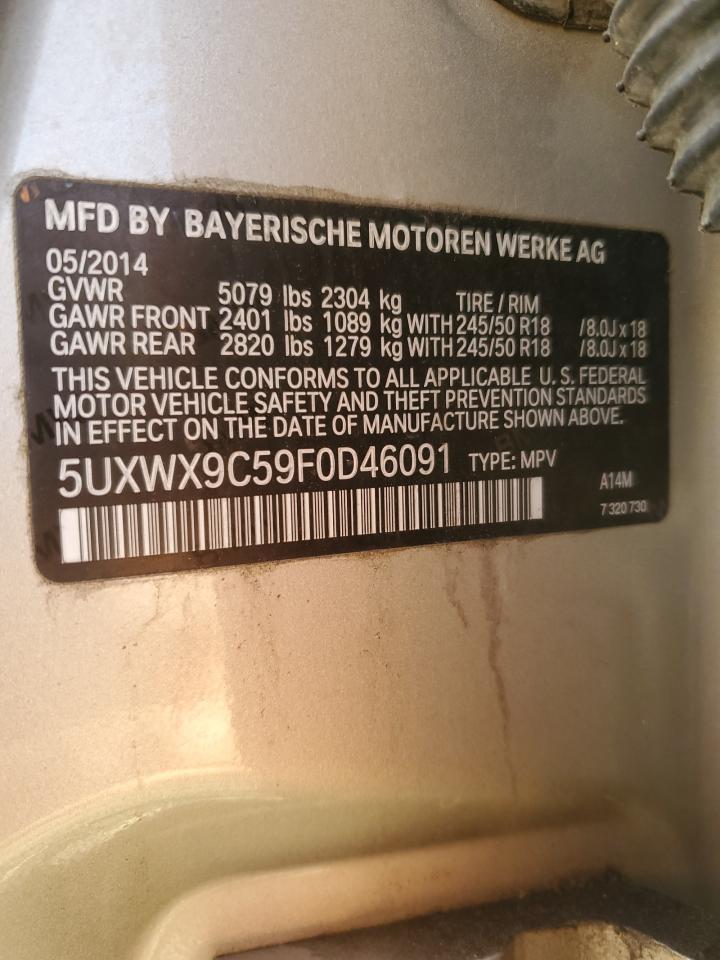 MFD BY BAYERISCHE MOTOREN WERKE AG
05/2014
GVWR 5079 lbs 2304 kg TIRE / RIM
GAWR FRONT 2401 lbs 1089 kg WITH 245/50 R18 /8.0J x 18
GAWR REAR 2820 lbs 1279 kg WITH 245/50 R18 /8.0J x 18
THIS VEHICLE CONFORMS TO ALL APPLICABLE U. S. FEDERAL
MOTOR VEHICLE SAFETY AND THEFT PREVENTION STANDARDS
IN EFFECT ON THE DATE OF MANUFACTURE SHOWN ABOVE.
5UXWX9C59F0D46091 TYPE: MPV
A14M
7 320 730